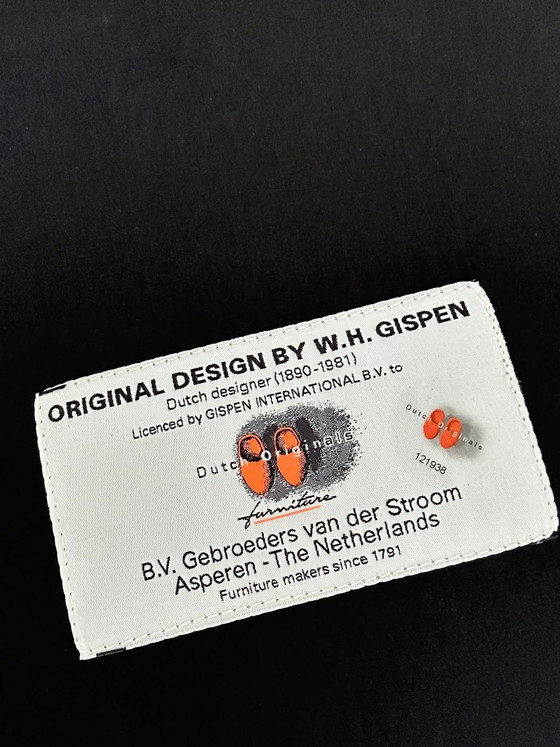 ORIGINAL DESIGN BY W.H. GISPEN
Dutch designer (1890-1981)
Licenced by GISPEN INTERNATIONAL B.V. to
Dutch Originals
furniture
Dutch Originals
121938
B.V. Gebroeders van der Stroom
Asperen - The Netherlands
Furniture makers since 1791